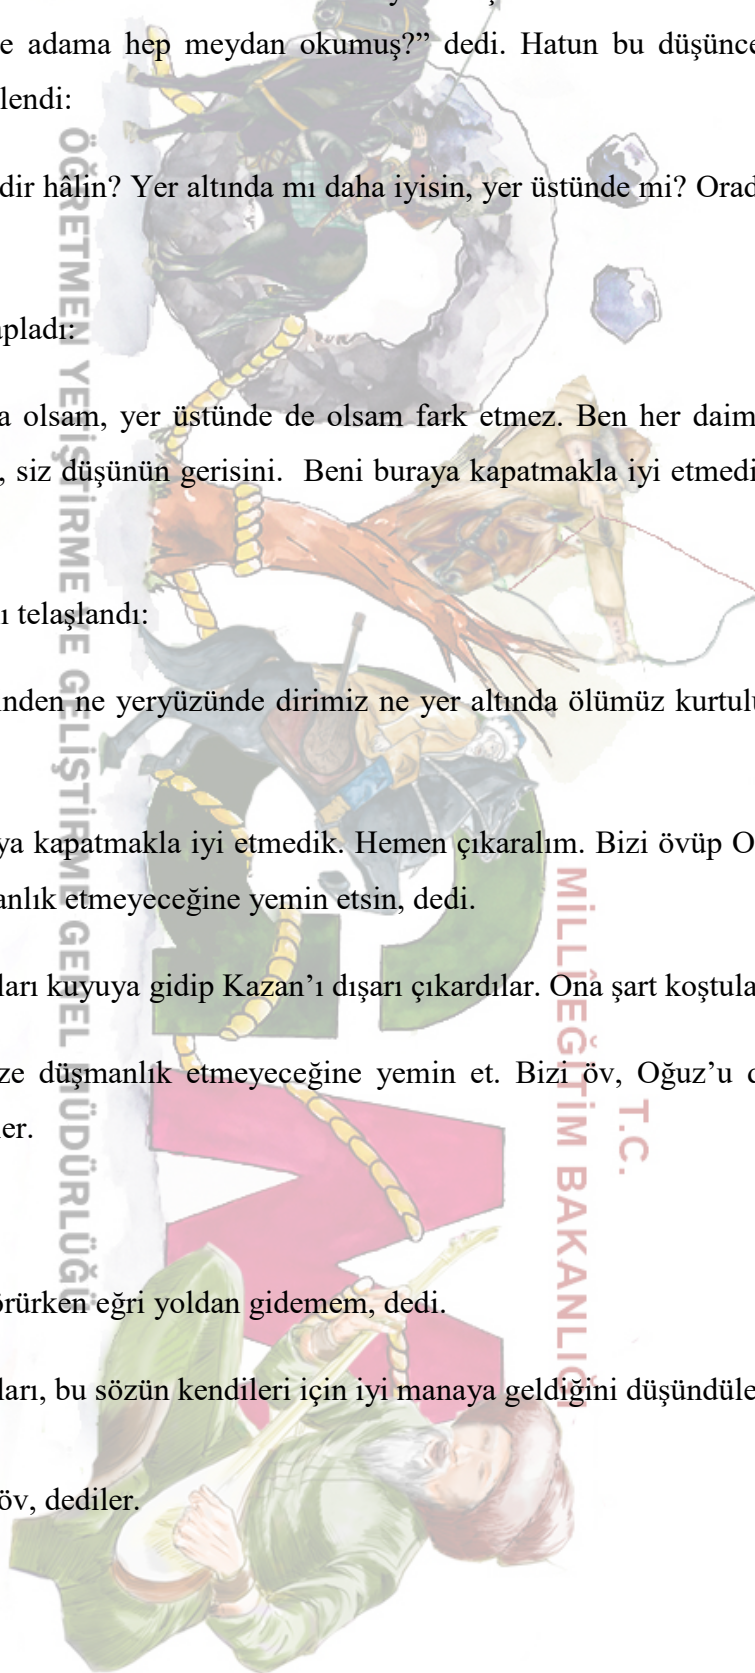 e adama hep meydan okumuş?” dedi. Hatun bu düşünce
lendi:
dir hâlin? Yer altında mı daha iyisin, yer üstünde mi? Orad
apladı:
a olsam, yer üstünde de olsam fark etmez. Ben her daim
, siz düşünün gerisini. Beni buraya kapatmakla iyi etmedi
ı telaşlandı:
inden ne yeryüzünde dirimiz ne yer altında ölümüz kurtulu
ya kapatmakla iyi etmedik. Hemen çıkaralım. Bizi övüp O
anlık etmeyeceğine yemin etsin, dedi.
ları kuyuya gidip Kazan’ı dışarı çıkardılar. Ona şart koştula
ze düşmanlık etmeyeceğine yemin et. Bizi öv, Oğuz’u d
er.
örürken eğri yoldan gidemem, dedi.
ları, bu sözün kendileri için iyi manaya geldiğini düşündüle
öv, dediler.
T.C.
MİLLÎ EĞİTİM BAKANLIĞI
ÖĞRETMEN YETİŞTİRME VE GELİŞTİRME GENEL MÜDÜRLÜĞÜ